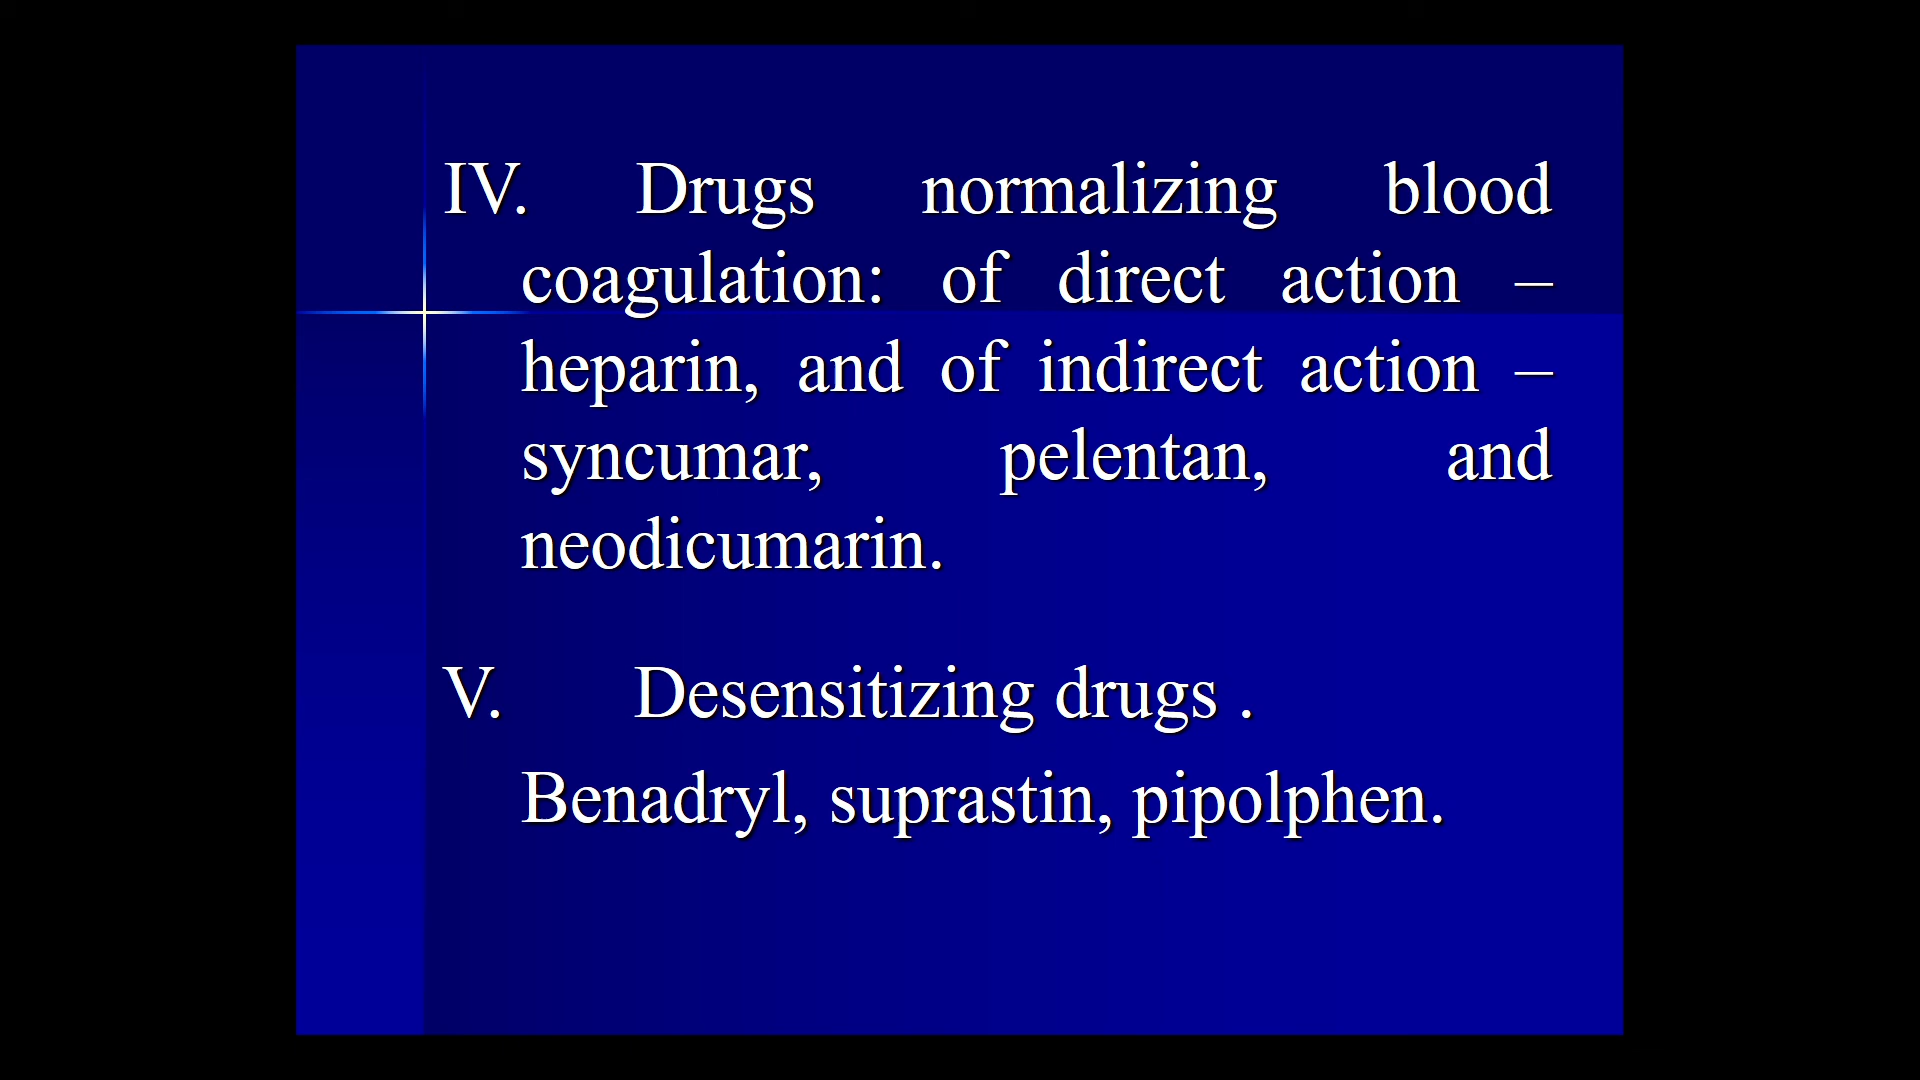 IV. Drugs normalizing blood
coagulation: of direct action –
heparin, and of indirect action –
syncumar, pelentan, and
neodicumarin.
V. Desensitizing drugs .
Benadryl, suprastin, pipolphen.